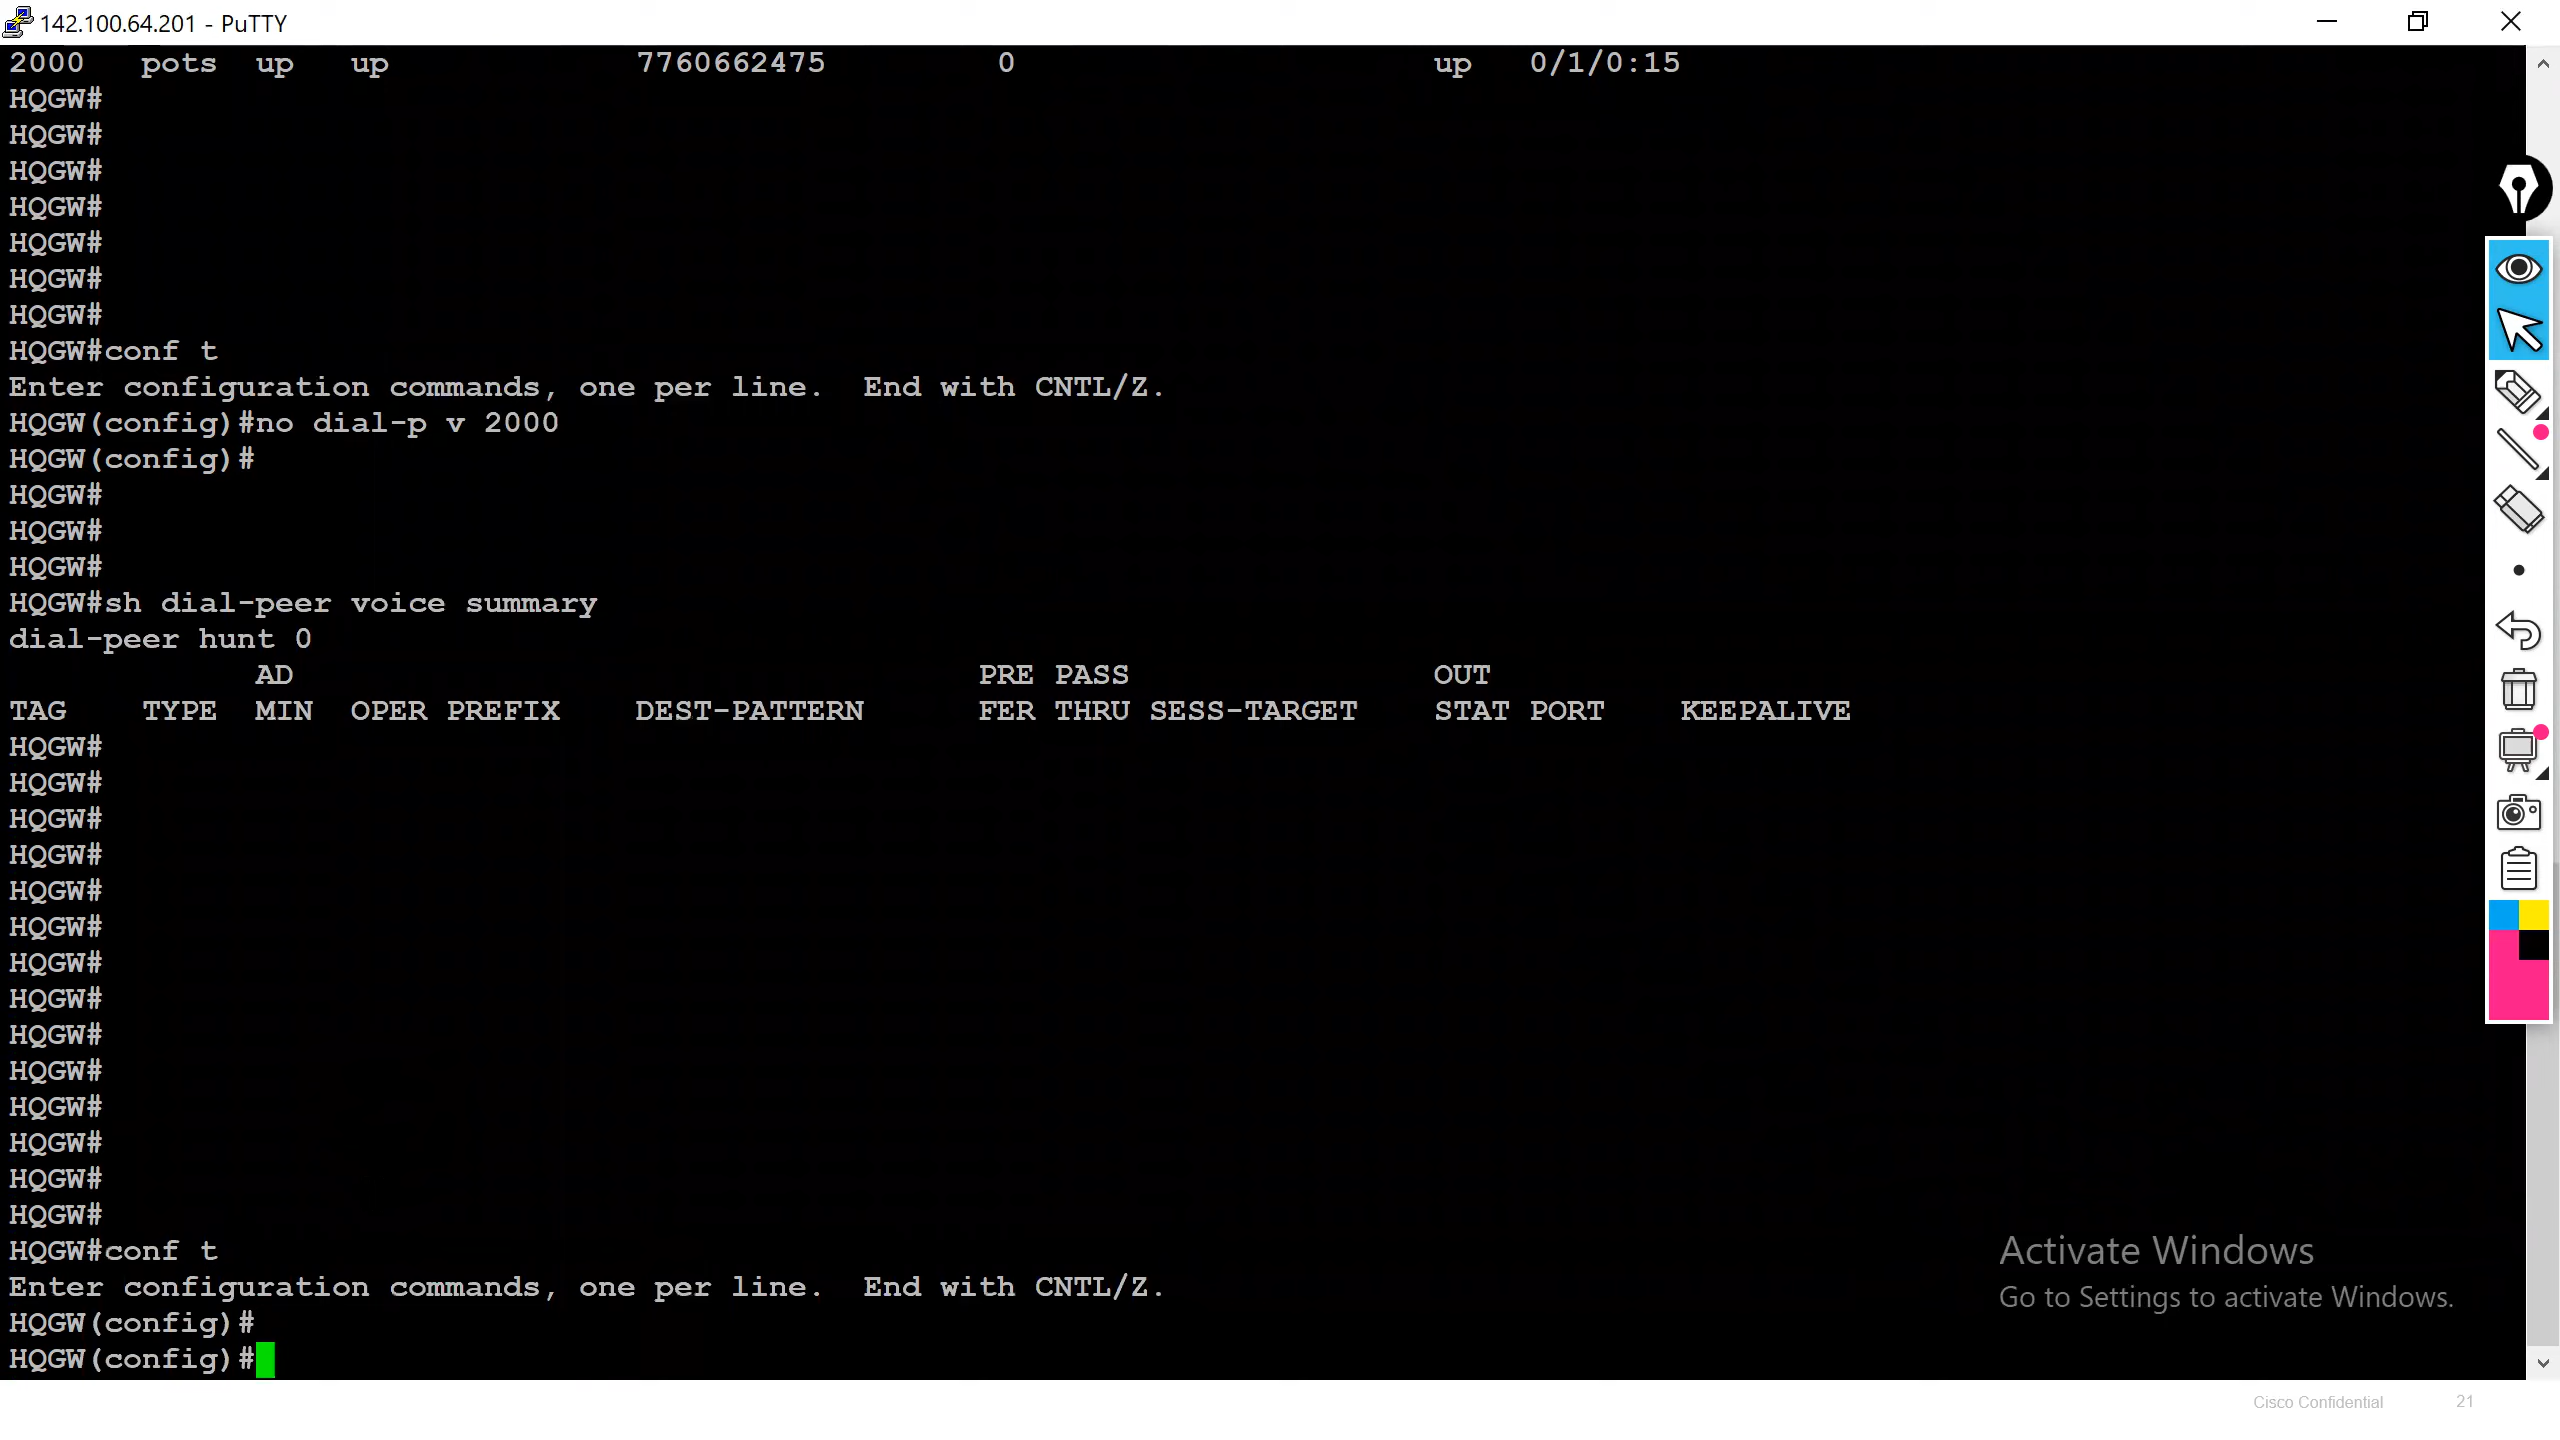 142.100.64.201 - PuTTY
2000 pots up up 7760662475 0 up 0/1/0:15
HQGW#
HQGW#
HQGW#
HQGW#
HQGW#
HQGW#
HQGW#
HQGW#conf t
Enter configuration commands, one per line. End with CNTL/Z.
HQGW(config)#no dial-p v 2000
HQGW(config)#
HQGW#
HQGW#
HQGW#
HQGW#sh dial-peer voice summary
dial-peer hunt 0
AD PRE PASS OUT
TAG TYPE MIN OPER PREFIX DEST-PATTERN FER THRU SESS-TARGET STAT PORT KEEPALIVE
HQGW#
HQGW#
HQGW#
HQGW#
HQGW#
HQGW#
HQGW#
HQGW#
HQGW#
HQGW#
HQGW#
HQGW#
HQGW#
HQGW#
HQGW#conf t
Enter configuration commands, one per line. End with CNTL/Z.
HQGW(config)#
HQGW(config)#
Activate Windows
Go to Settings to activate Windows.
Cisco Confidential 21